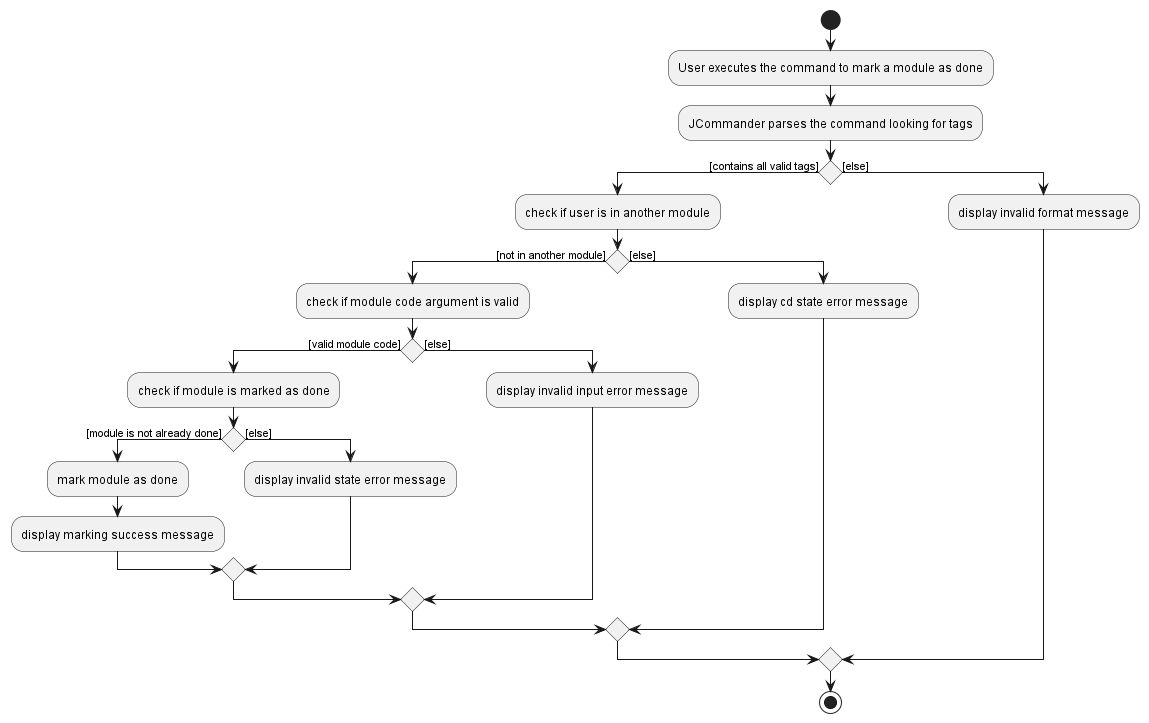 User executes the command to mark a module as done
JCommander parses the command looking for tags
[contains all valid tags]
[else]
check if user is in another module
display invalid format message
[not in another module]
[else]
check if module code argument is valid
display cd state error message
[valid module code]
[else]
check if module is marked as done
display invalid input error message
[module is not already done]
[else]
mark module as done
display invalid state error message
display marking success message